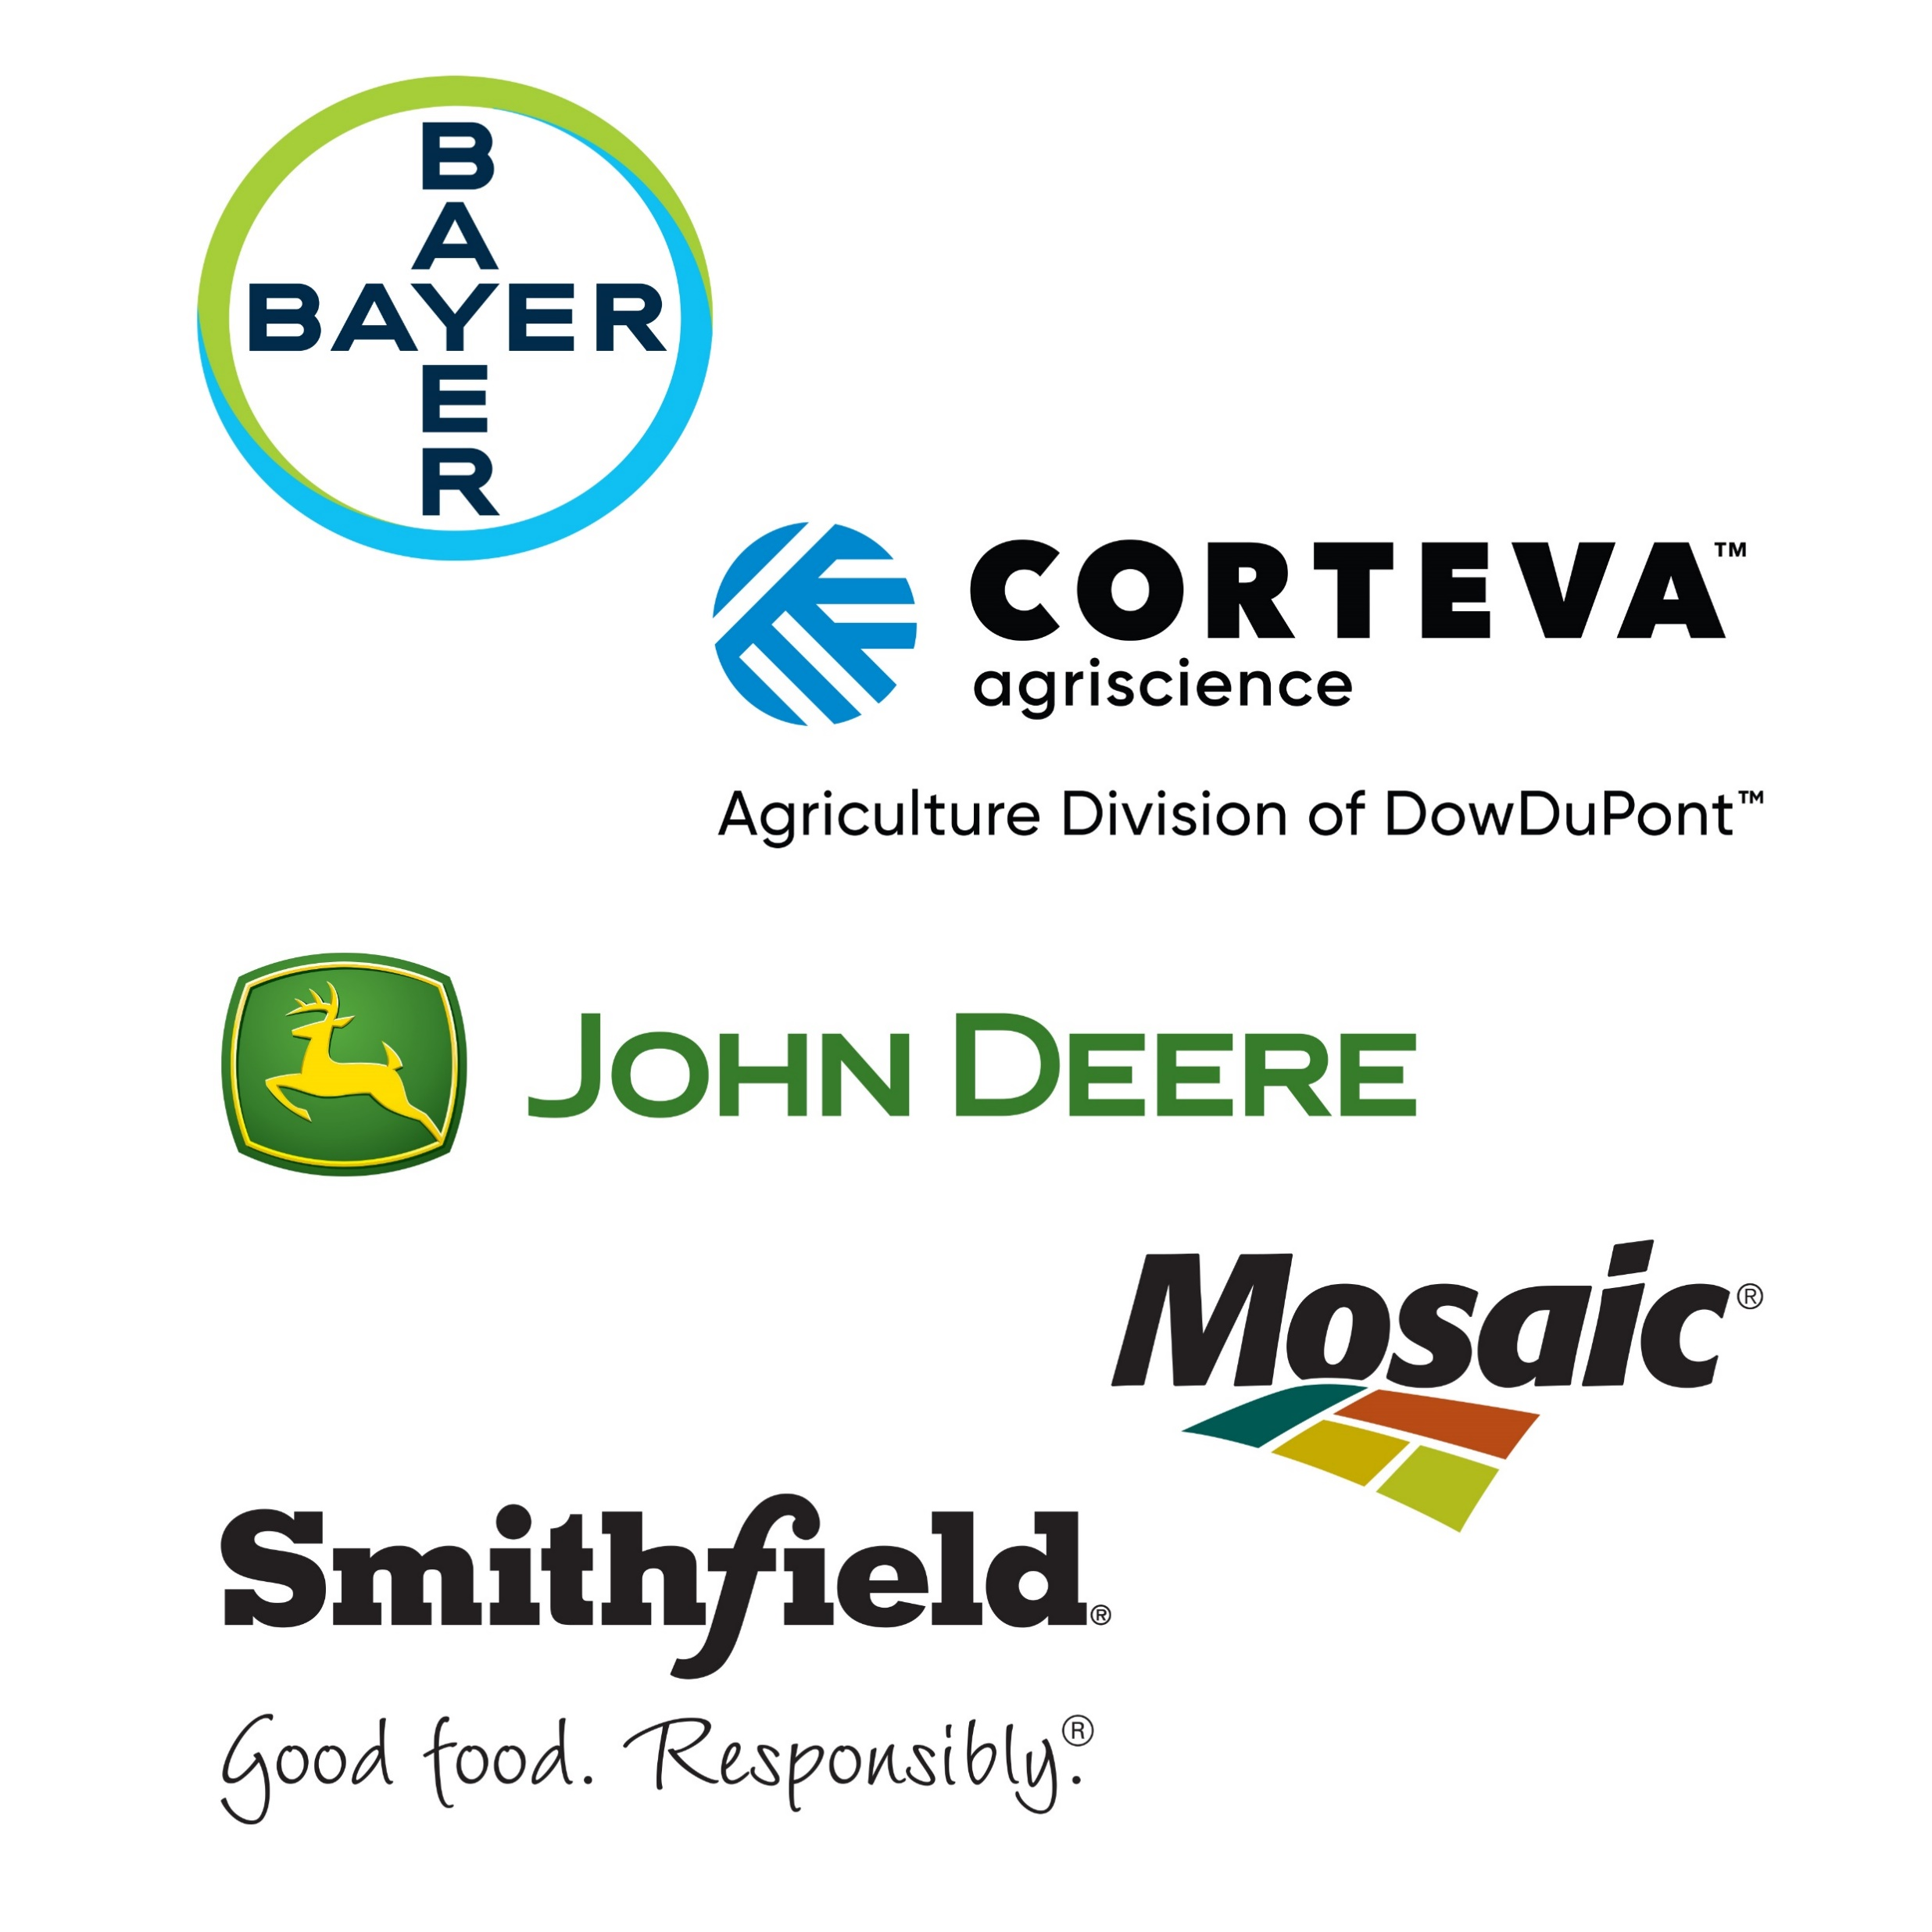 BAYER
BAYER
CORTEVA™
agriscience
Agriculture Division of DowDuPont™
JOHN DEERE
Mosaic®
Smithfield®
Good food. Responsibly.®